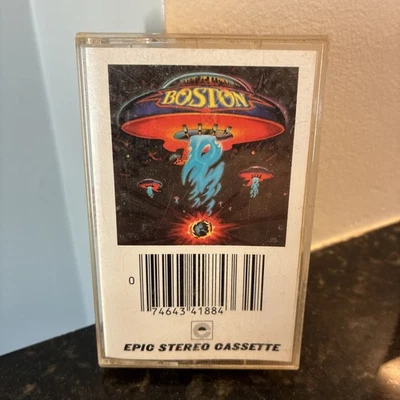 BOSTON
0
74643 41884
EPIC STEREO CASSETTE